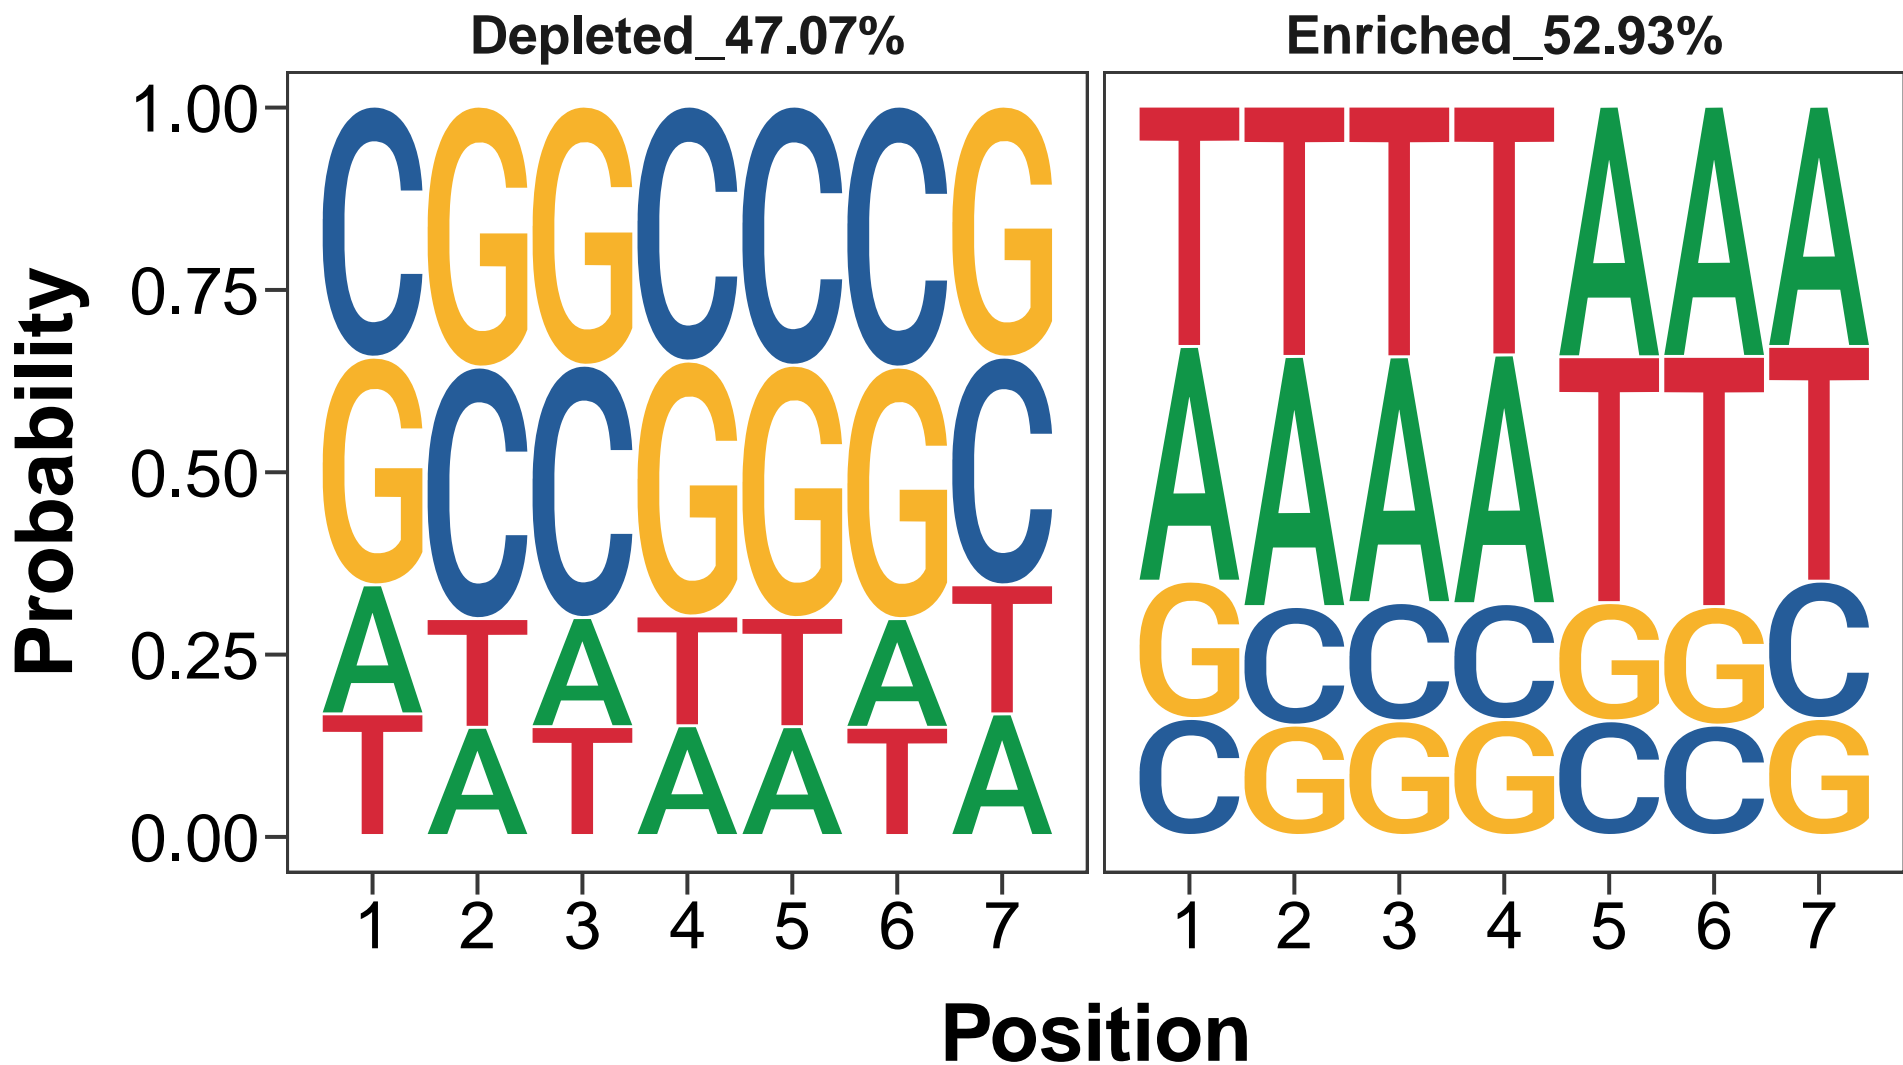 Depleted_47.07% Enriched_52.93%
1.00
0.75
0.50
0.25
0.00
Probability
C G G C C C G T T T T A A A
G C C G G G C A A A A T T T
A T A T T A T G C C C G G C
T A T A A T A C G G G C C G
1 2 3 4 5 6 7 1 2 3 4 5 6 7
Position